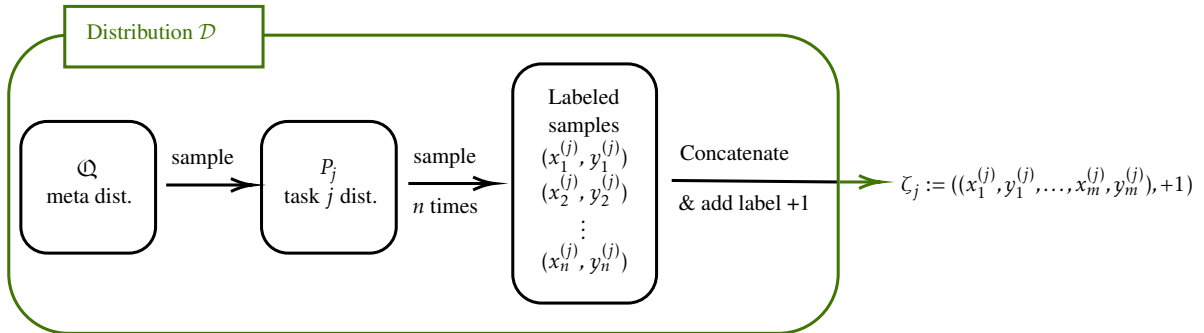 Distribution 𝒟
𝔔
meta dist.
sample
P_j
task j dist.
sample
n times
Labeled
samples
(x_1^{(j)}, y_1^{(j)})
(x_2^{(j)}, y_2^{(j)})
⋮
(x_n^{(j)}, y_n^{(j)})
Concatenate
& add label +1
ζ_j := ((x_1^{(j)}, y_1^{(j)}, …, x_m^{(j)}, y_m^{(j)}), +1)